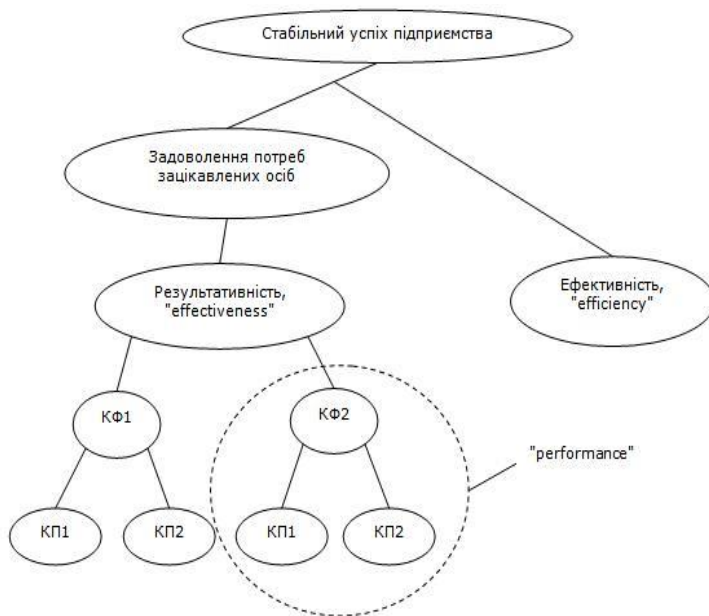 Стабільний успіх підприємства
Задоволення потреб
зацікавлених осіб
Результативність,
"effectiveness"
Ефективність,
"efficiency"
КФ1
КФ2
"performance"
КП1
КП2
КП1
КП2